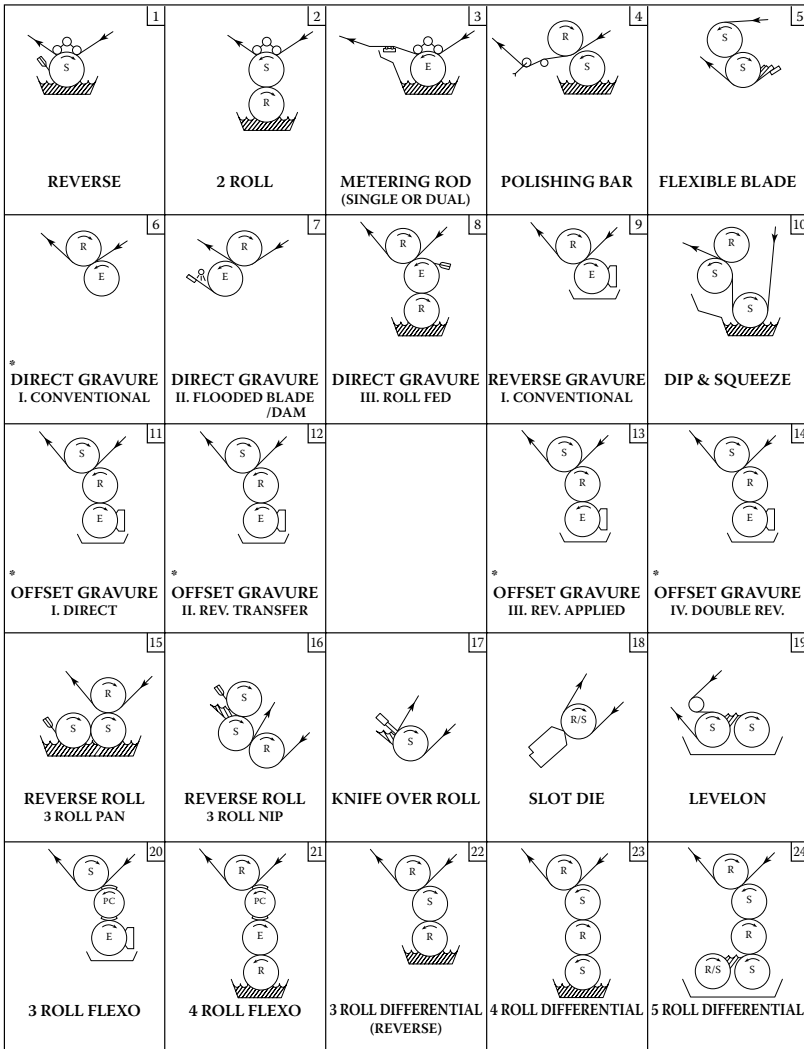 1
S
REVERSE
2
S
R
2 ROLL
3
E
METERING ROD
(SINGLE OR DUAL)
4
R
S
POLISHING BAR
5
S
S
FLEXIBLE BLADE
6
R
E
*
DIRECT GRAVURE
I. CONVENTIONAL
7
R
E
DIRECT GRAVURE
II. FLOODED BLADE
/DAM
8
R
E
R
DIRECT GRAVURE
III. ROLL FED
9
R
E
REVERSE GRAVURE
I. CONVENTIONAL
10
R
S
S
DIP & SQUEEZE
11
S
R
E
*
OFFSET GRAVURE
I. DIRECT
12
S
R
E
*
OFFSET GRAVURE
II. REV. TRANSFER
13
S
R
E
*
OFFSET GRAVURE
III. REV. APPLIED
14
S
R
E
*
OFFSET GRAVURE
IV. DOUBLE REV.
15
R
S S
REVERSE ROLL
3 ROLL PAN
16
S
S
R
REVERSE ROLL
3 ROLL NIP
17
S
KNIFE OVER ROLL
18
R/S
SLOT DIE
19
S S
LEVELON
20
S
PC
E
3 ROLL FLEXO
21
R
PC
E
R
4 ROLL FLEXO
22
R
S
R
3 ROLL DIFFERENTIAL
(REVERSE)
23
R
S
R
S
4 ROLL DIFFERENTIAL
24
R
S
R
R/S S
5 ROLL DIFFERENTIAL